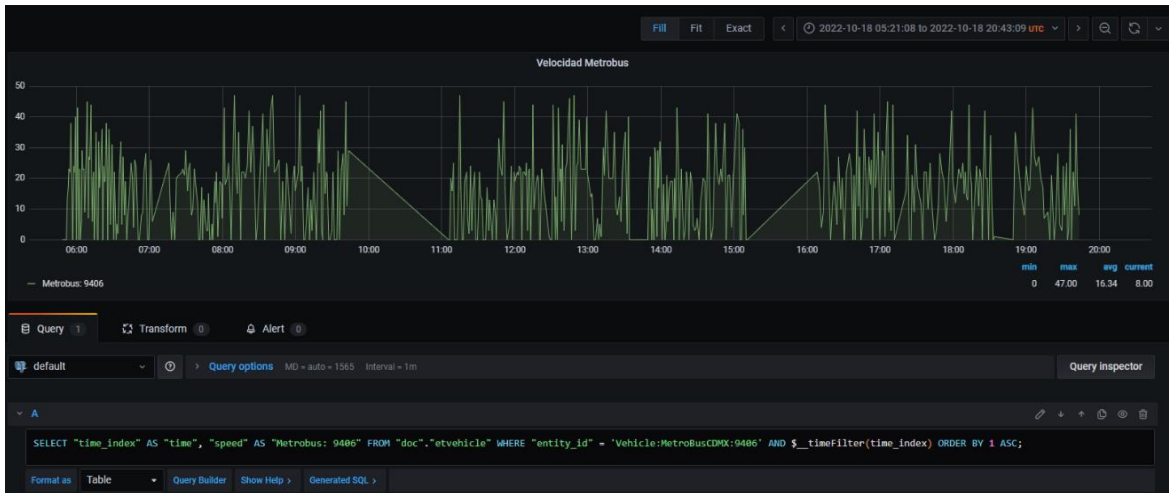 Fill Fit Exact 2022-10-18 05:21:08 to 2022-10-18 20:43:09 UTC
Velocidad Metrobus
50
40
30
20
10
0
06:00 07:00 08:00 09:00 10:00 11:00 12:00 13:00 14:00 15:00 16:00 17:00 18:00 19:00 20:00
min max avg current
Metrobus: 9406 0 47.00 16.34 8.00
Query 1 Transform 0 Alert 0
default Query options MD = auto = 1565 Interval = 1m Query inspector
A
SELECT "time_index" AS "time", "speed" AS "Metrobus: 9406" FROM "doc"."etvehicle" WHERE "entity_id" = 'Vehicle:MetroBusCDMX:9406' AND $__timeFilter(time_index) ORDER BY 1 ASC;
Format as Table Query Builder Show Help > Generated SQL >